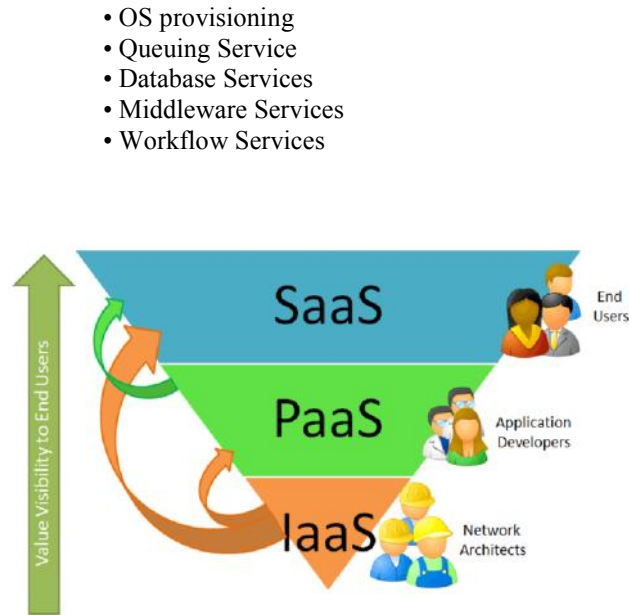 • OS provisioning
• Queuing Service
• Database Services
• Middleware Services
• Workflow Services
SaaS
End
Users
PaaS
Application
Developers
IaaS
Network
Architects
Value Visibility to End Users